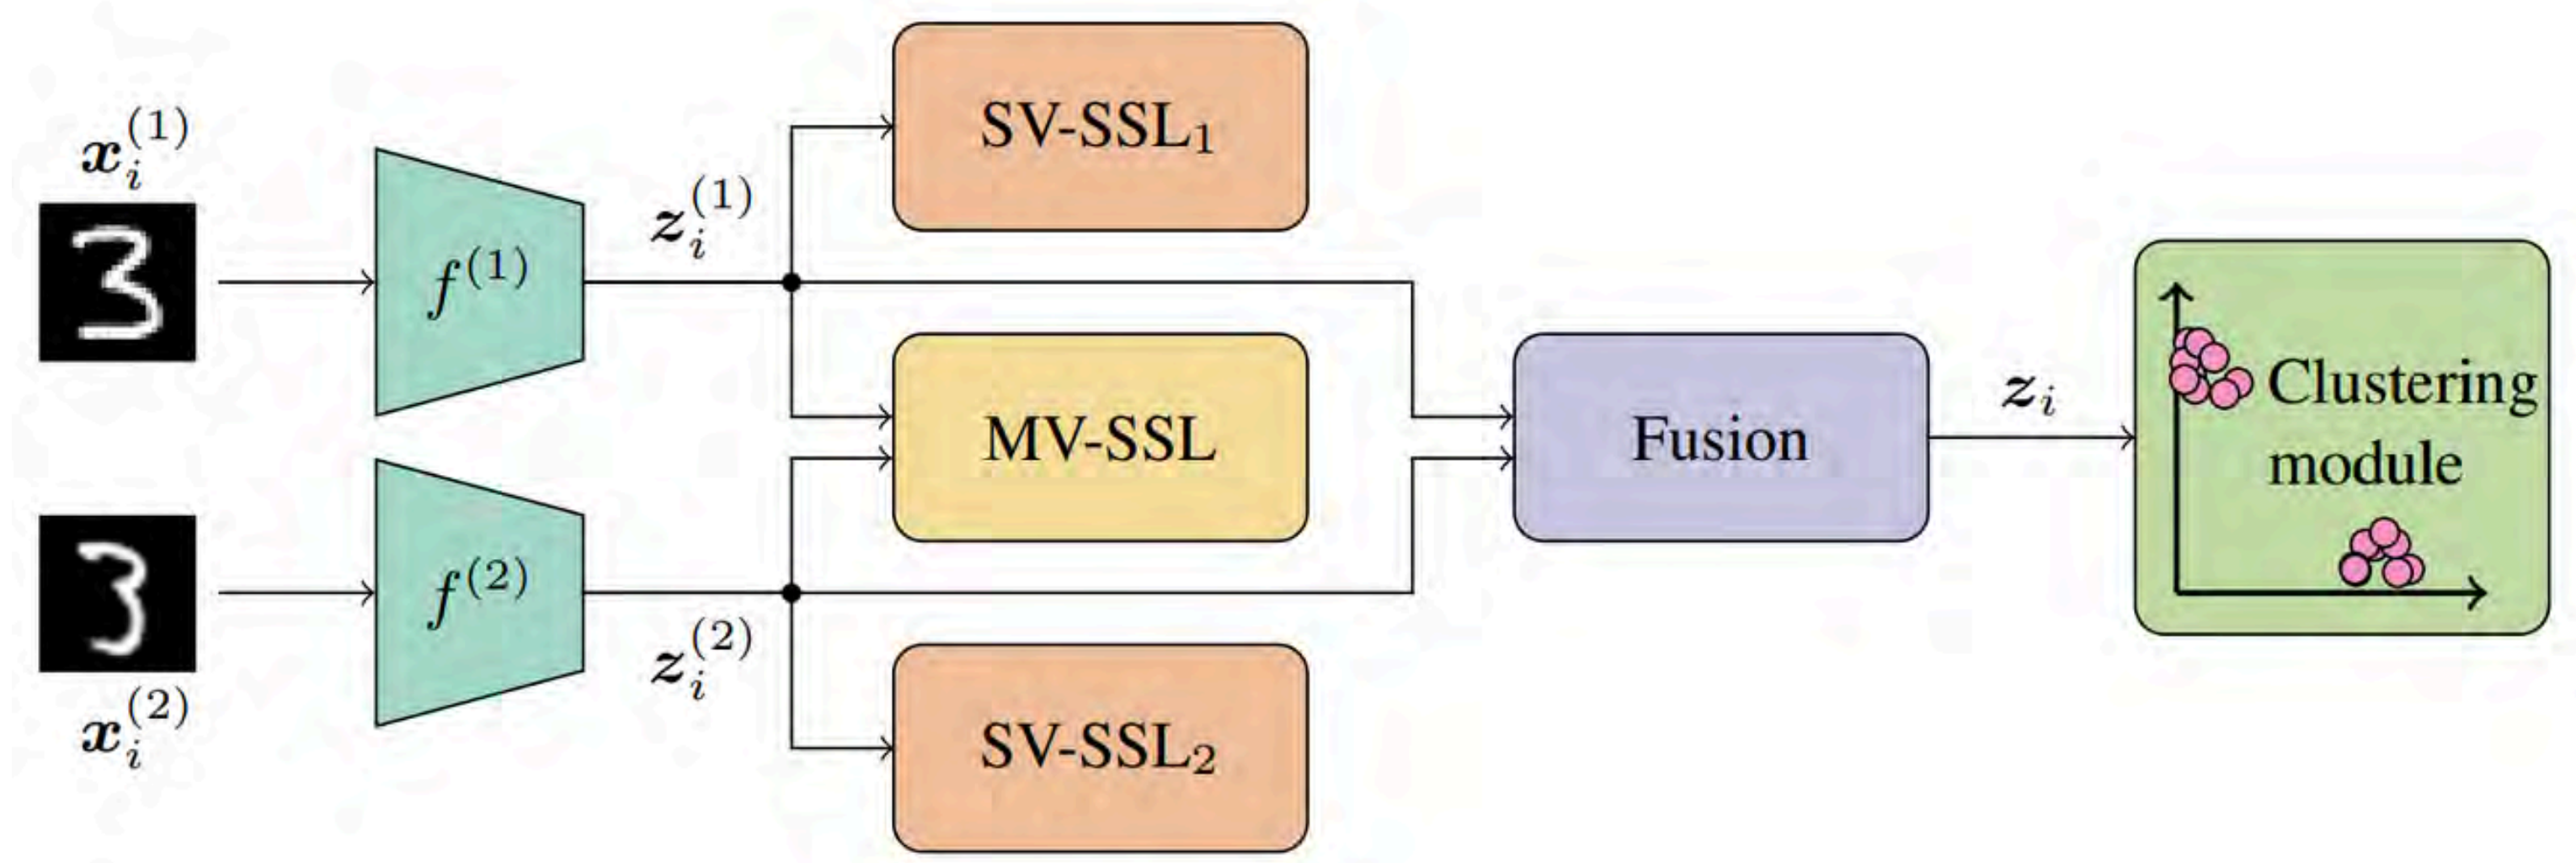 x_i^{(1)}
f^{(1)}
z_i^{(1)}
SV-SSL₁
MV-SSL
Fusion
z_i
Clustering
module
f^{(2)}
x_i^{(2)}
z_i^{(2)}
SV-SSL₂